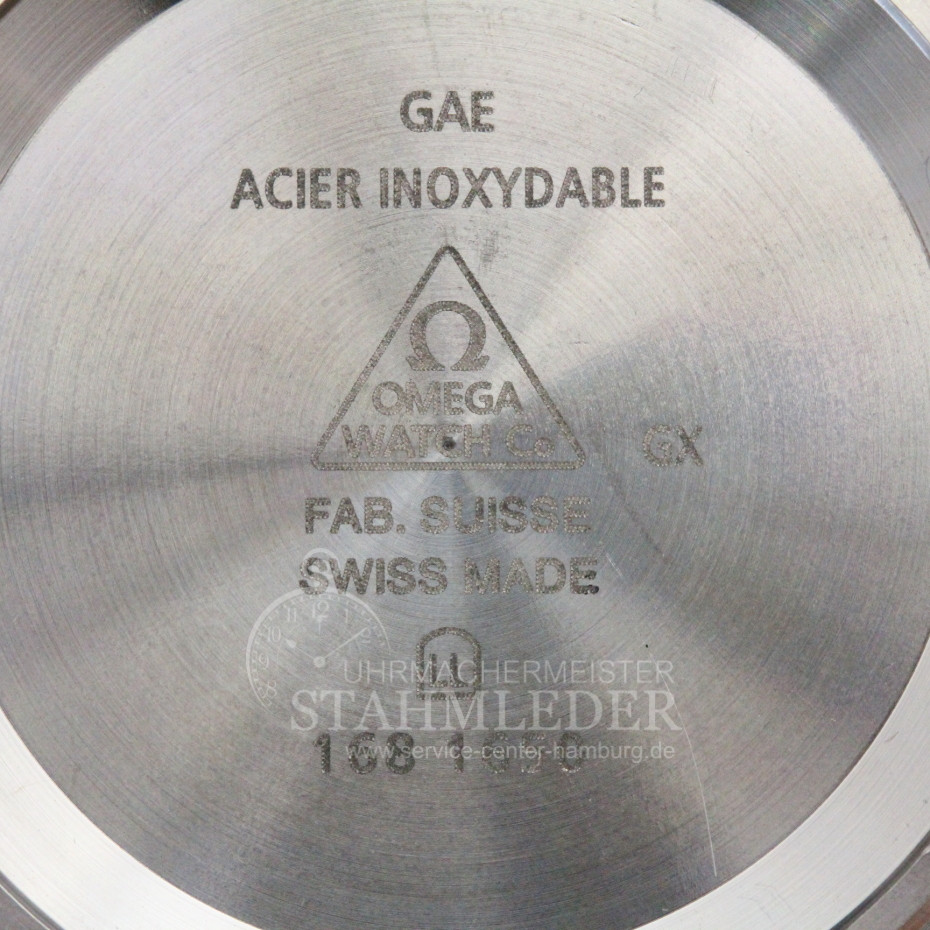 GAE
ACIER INOXYDABLE
Ω
OMEGA
WATCH Co
GX
FAB. SUISSE
SWISS MADE
UHRMACHERMEISTER
STAHMLEDER
www.service-center-hamburg.de
168